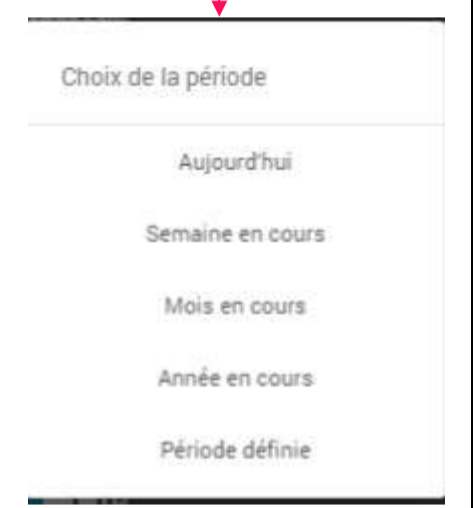 Choix de la période
Aujourd'hui
Semaine en cours
Mois en cours
Année en cours
Période définie